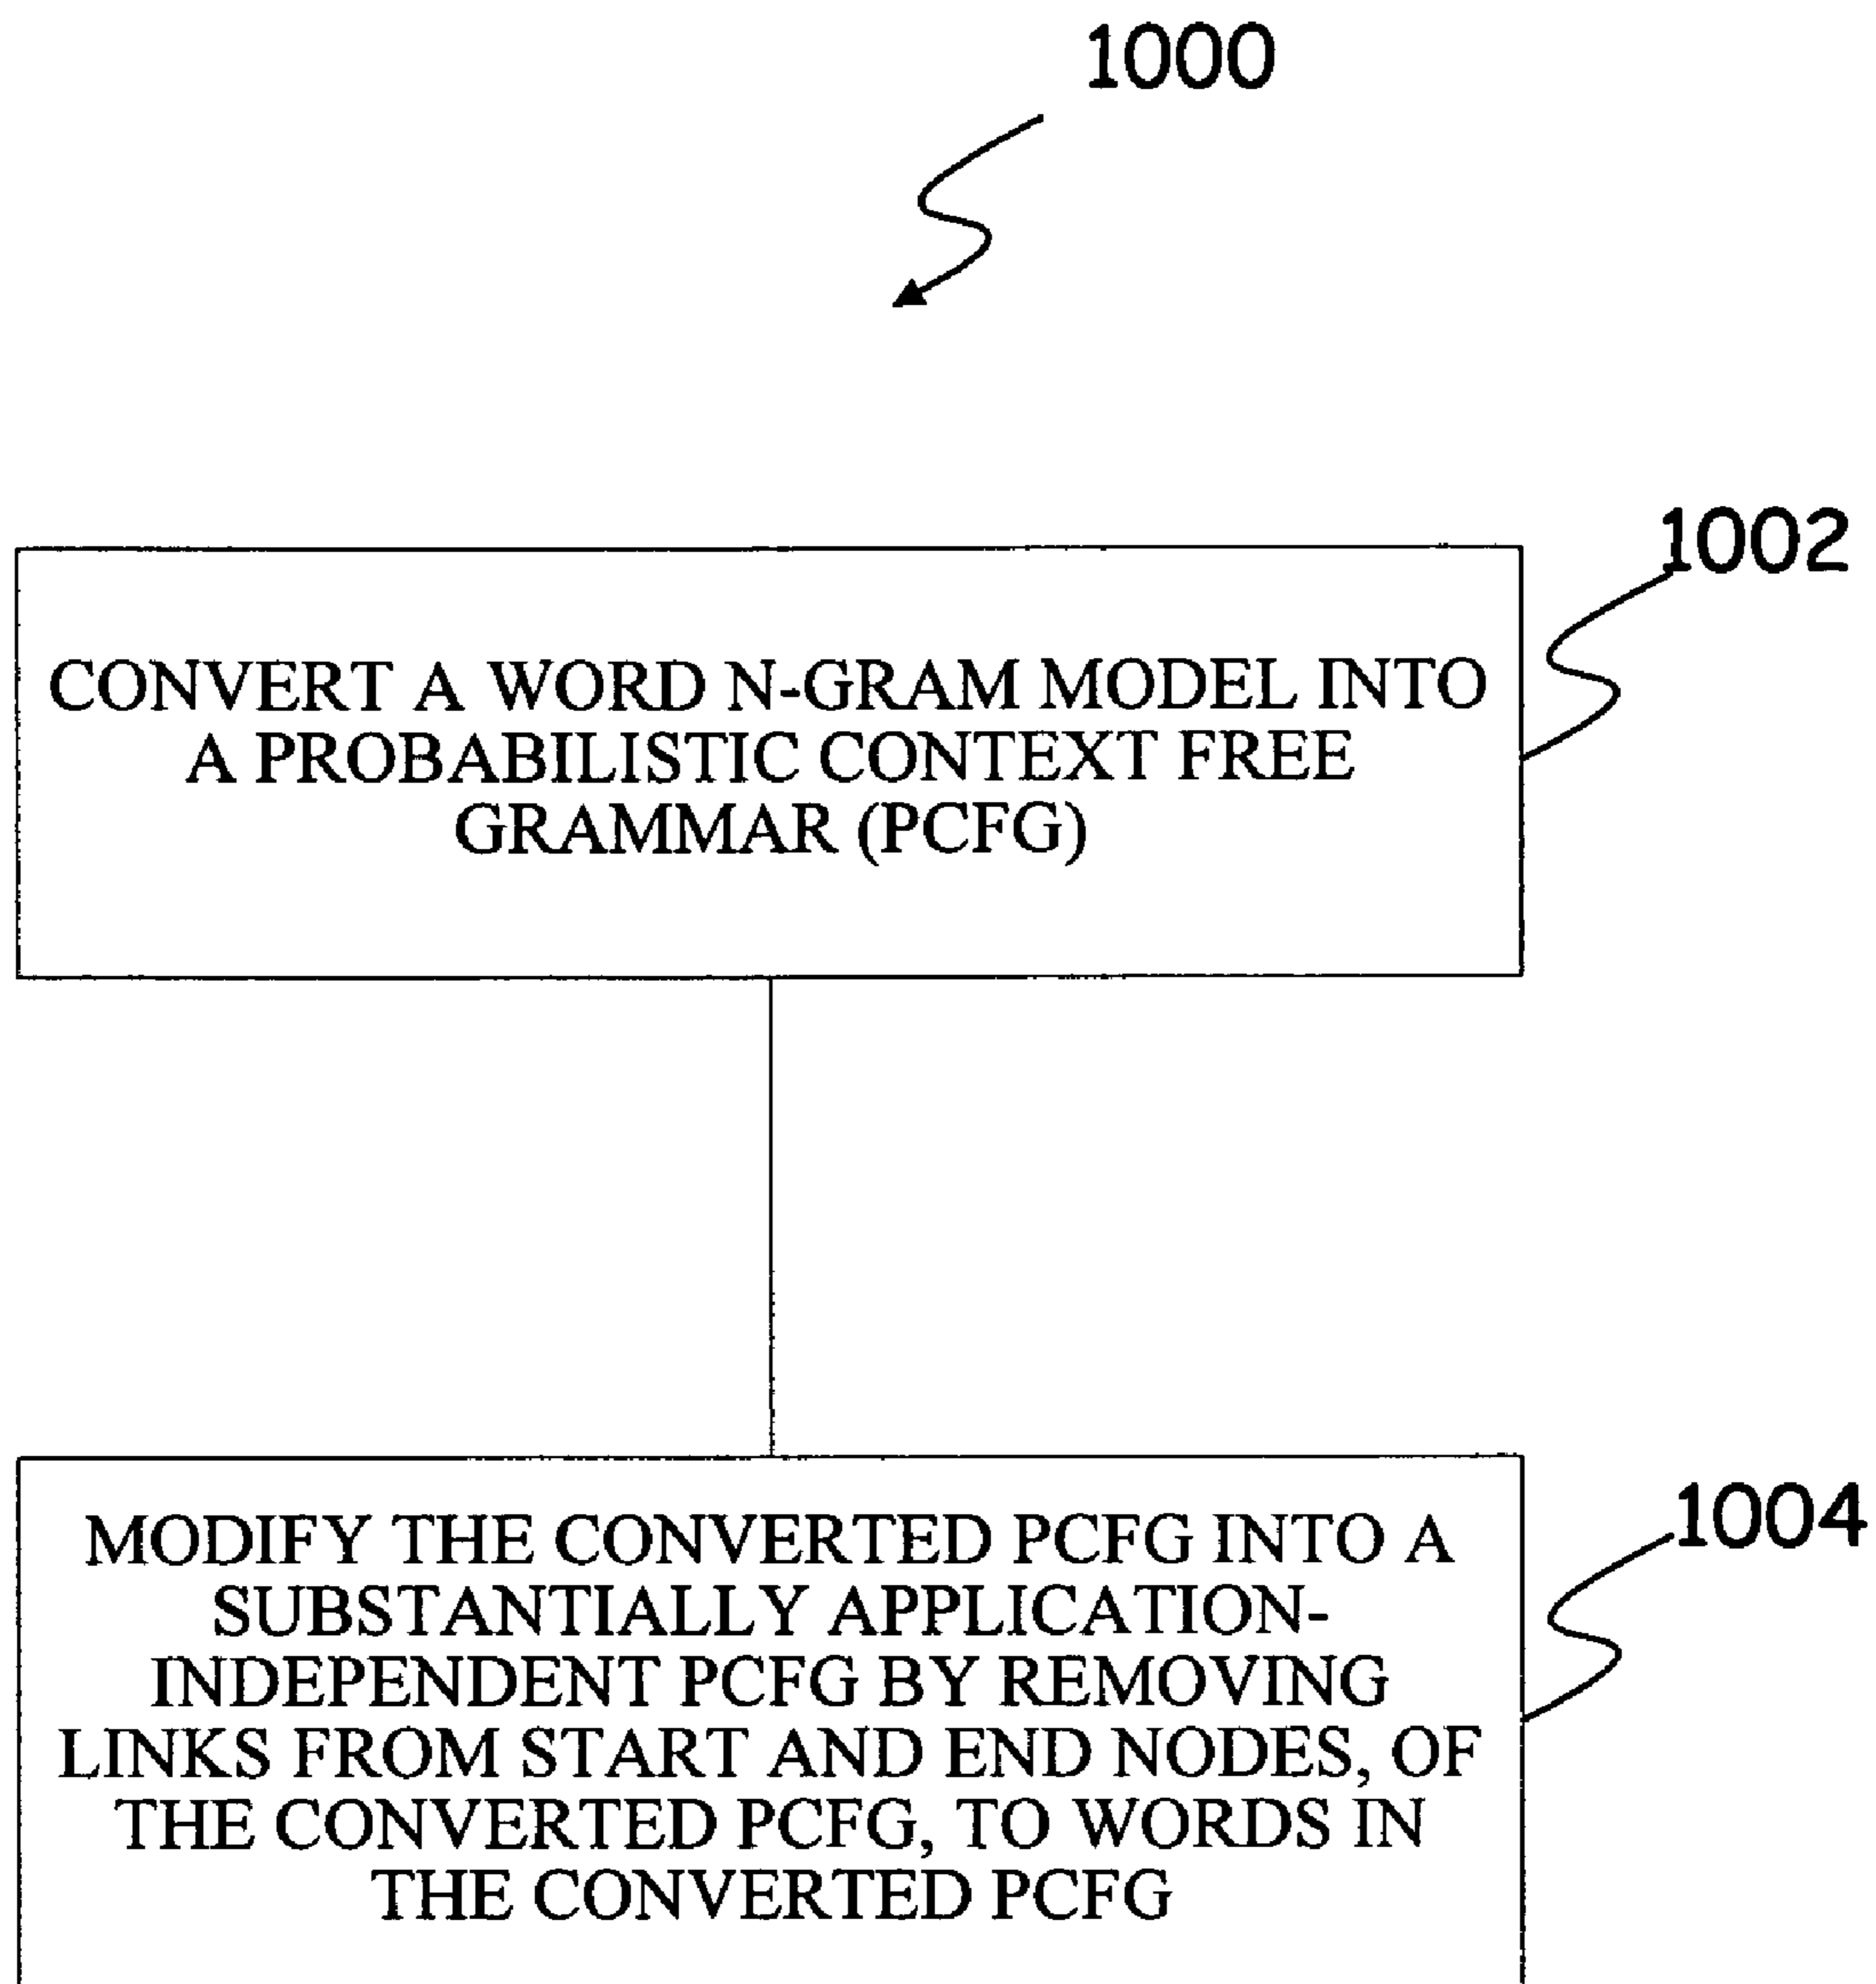 1000
1002
CONVERT A WORD N-GRAM MODEL INTO
A PROBABILISTIC CONTEXT FREE
GRAMMAR (PCFG)
1004
MODIFY THE CONVERTED PCFG INTO A
SUBSTANTIALLY APPLICATION-
INDEPENDENT PCFG BY REMOVING
LINKS FROM START AND END NODES, OF
THE CONVERTED PCFG, TO WORDS IN
THE CONVERTED PCFG